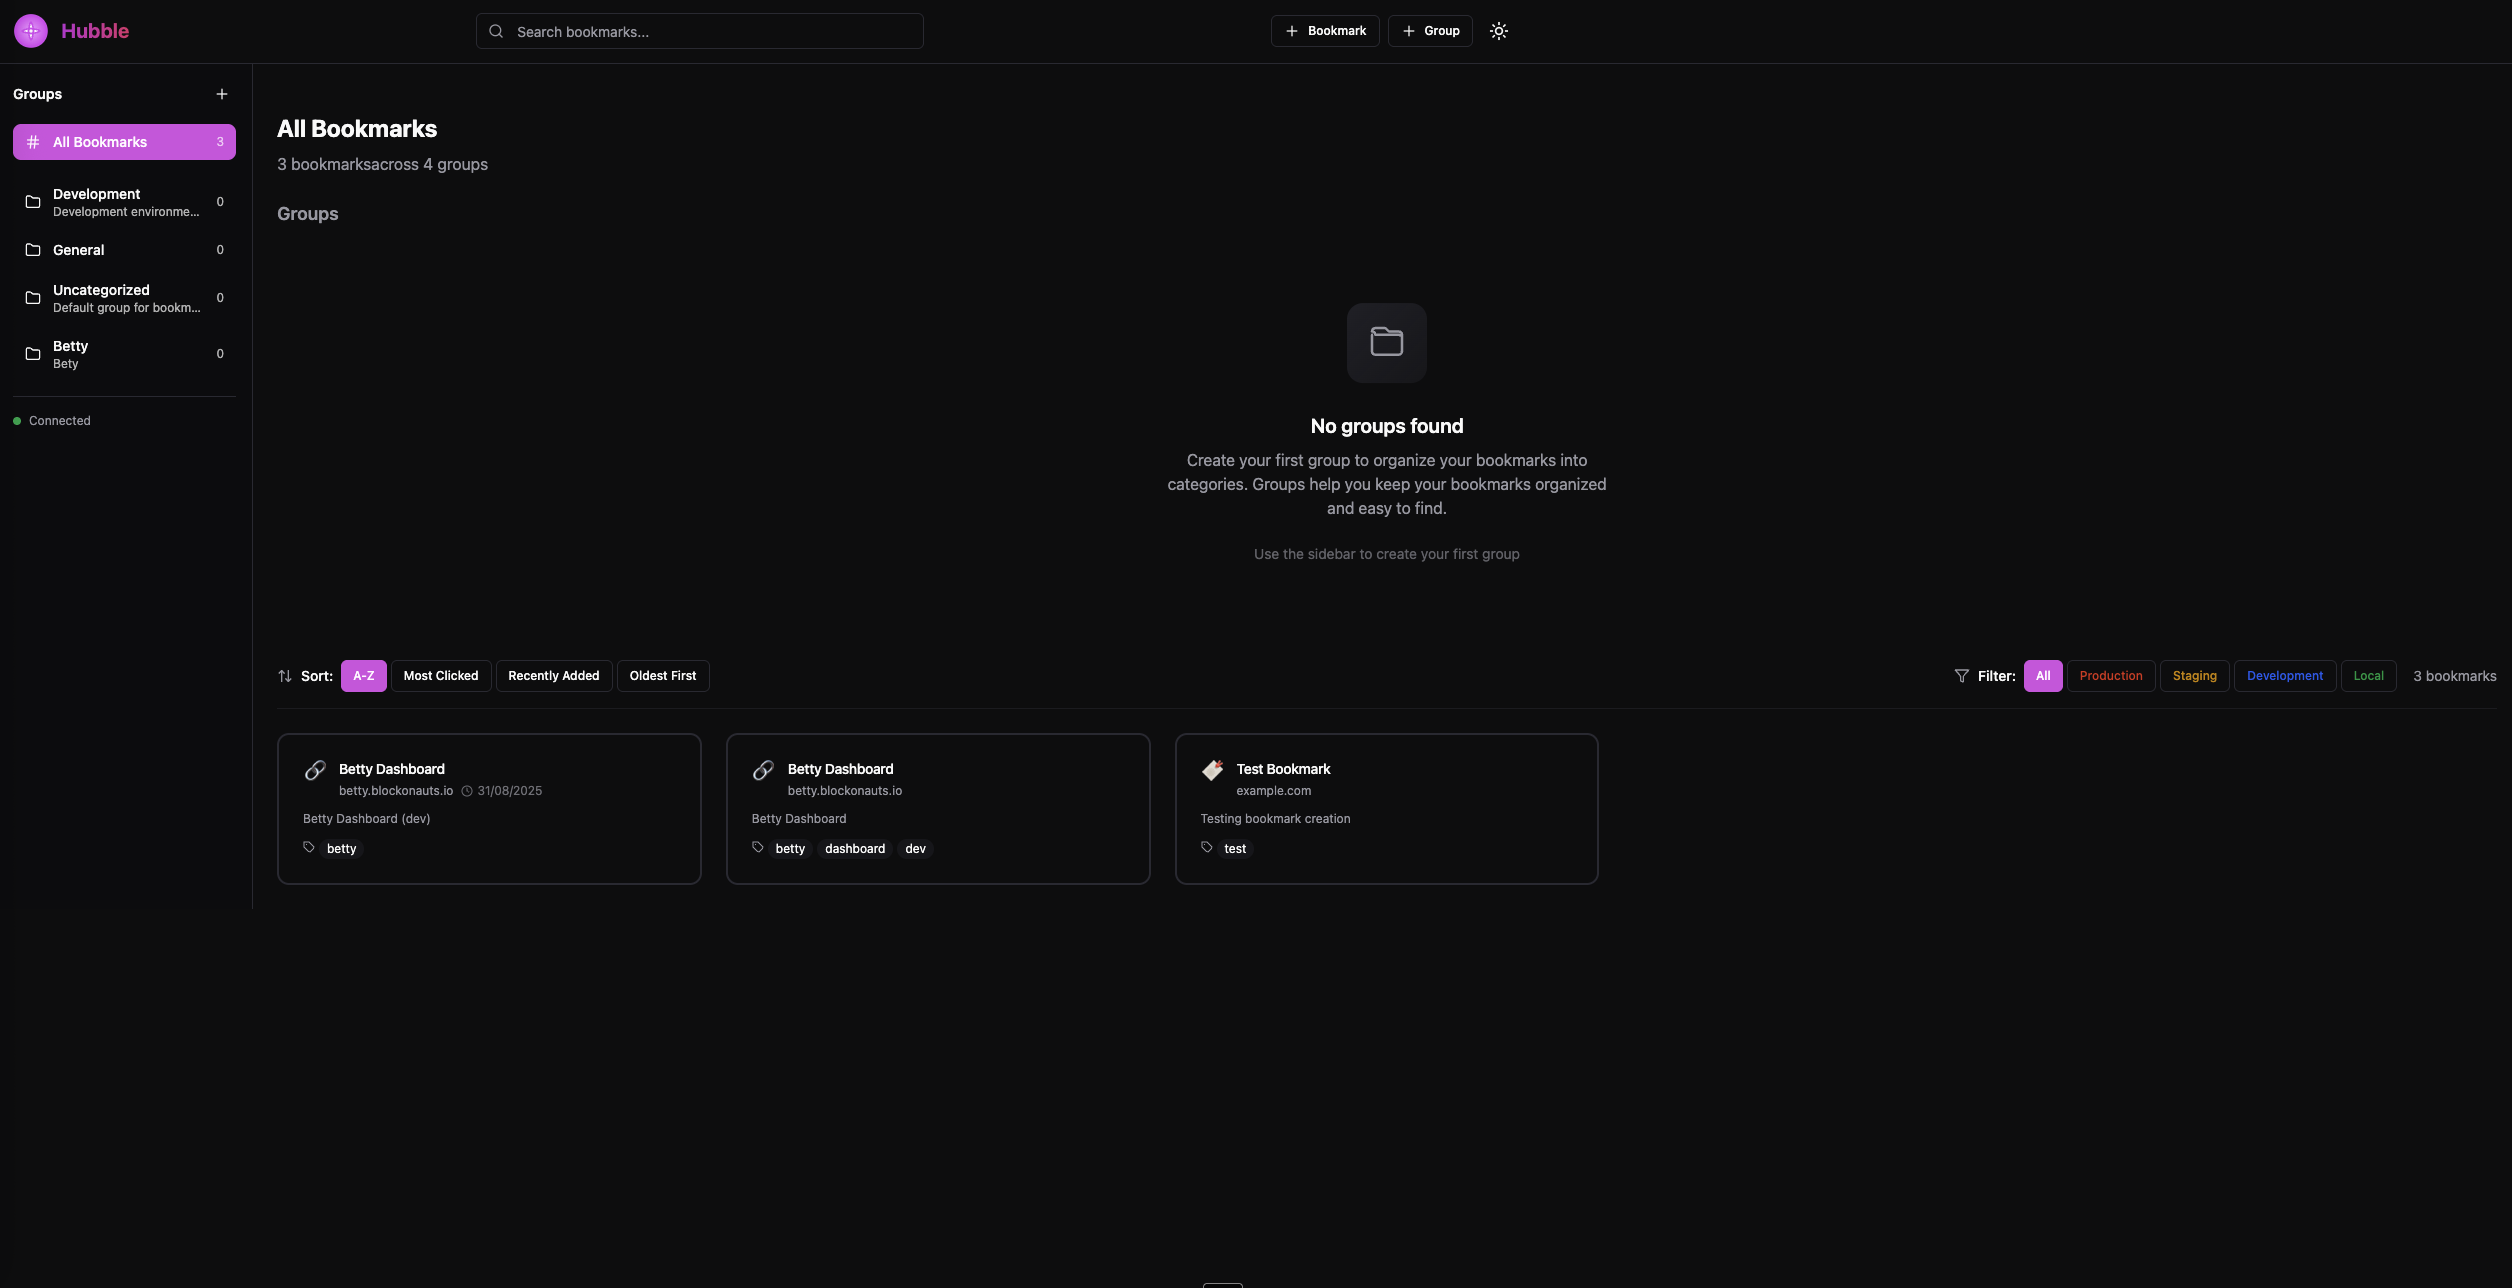 Hubble
Search bookmarks...
Bookmark
Group
Groups
All Bookmarks 3
Development
Development environme...
0
General 0
Uncategorized
Default group for bookm...
0
Betty
Bety
0
Connected
All Bookmarks
3 bookmarksacross 4 groups
Groups
No groups found
Create your first group to organize your bookmarks into
categories. Groups help you keep your bookmarks organized
and easy to find.
Use the sidebar to create your first group
Sort: A-Z Most Clicked Recently Added Oldest First
Filter: All Production Staging Development Local 3 bookmarks
Betty Dashboard
betty.blockonauts.io 31/08/2025
Betty Dashboard (dev)
betty
Betty Dashboard
betty.blockonauts.io
Betty Dashboard
betty dashboard dev
Test Bookmark
example.com
Testing bookmark creation
test